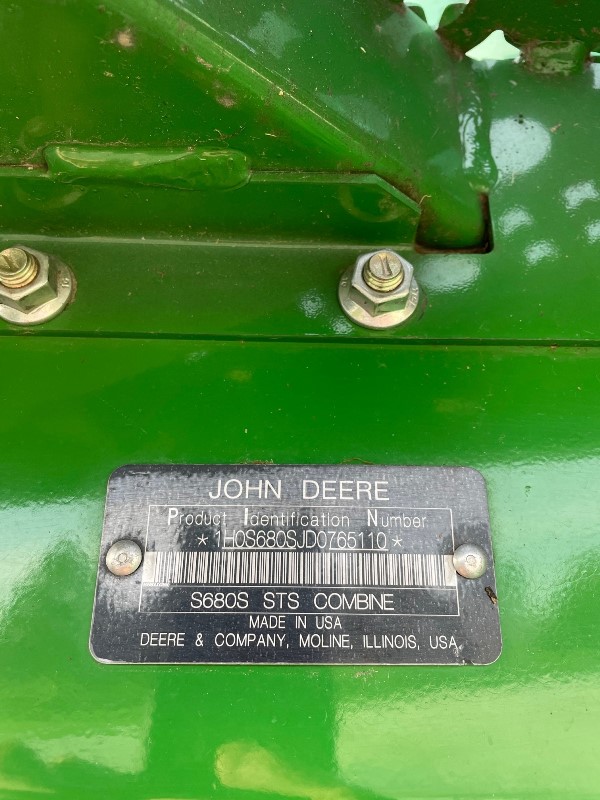 JOHN DEERE
Product Identification Number
*1H0S680SJD0765110*
S680S STS COMBINE
MADE IN USA
DEERE & COMPANY, MOLINE, ILLINOIS, USA